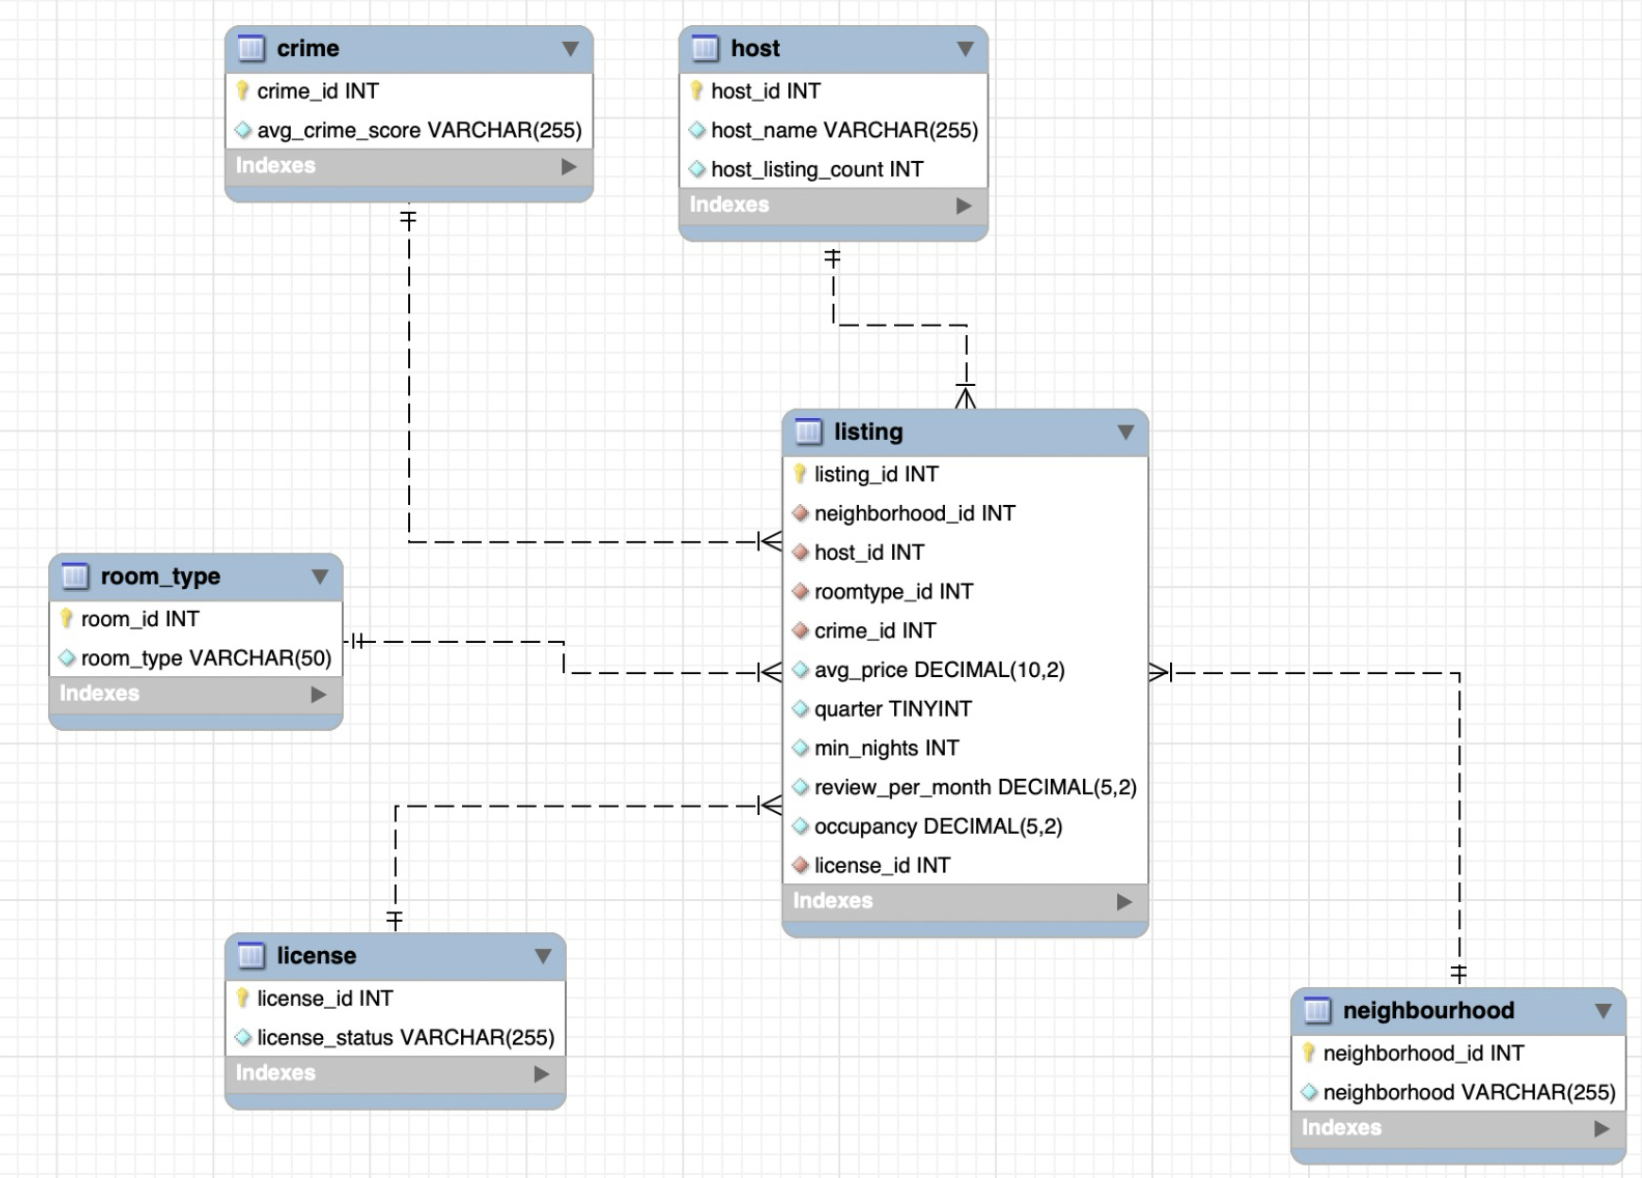 crime
crime_id INT
avg_crime_score VARCHAR(255)
Indexes
host
host_id INT
host_name VARCHAR(255)
host_listing_count INT
Indexes
listing
listing_id INT
neighborhood_id INT
host_id INT
roomtype_id INT
crime_id INT
avg_price DECIMAL(10,2)
quarter TINYINT
min_nights INT
review_per_month DECIMAL(5,2)
occupancy DECIMAL(5,2)
license_id INT
Indexes
room_type
room_id INT
room_type VARCHAR(50)
Indexes
license
license_id INT
license_status VARCHAR(255)
Indexes
neighbourhood
neighborhood_id INT
neighborhood VARCHAR(255)
Indexes